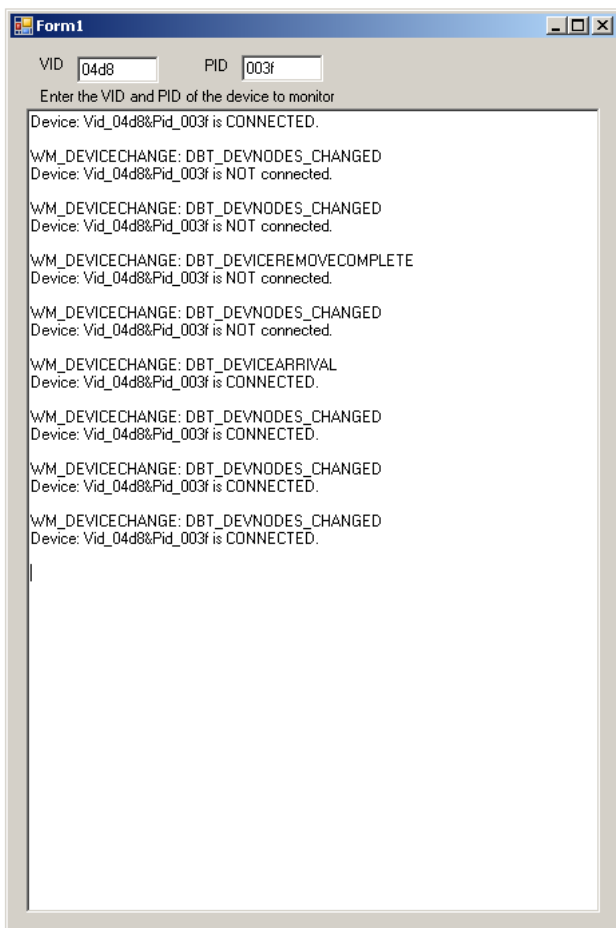 Form1
VID 04d8 PID 003f
Enter the VID and PID of the device to monitor
Device: Vid_04d8&Pid_003f is CONNECTED.
WM_DEVICECHANGE: DBT_DEVNODES_CHANGED
Device: Vid_04d8&Pid_003f is NOT connected.
WM_DEVICECHANGE: DBT_DEVNODES_CHANGED
Device: Vid_04d8&Pid_003f is NOT connected.
WM_DEVICECHANGE: DBT_DEVICEREMOVECOMPLETE
Device: Vid_04d8&Pid_003f is NOT connected.
WM_DEVICECHANGE: DBT_DEVNODES_CHANGED
Device: Vid_04d8&Pid_003f is NOT connected.
WM_DEVICECHANGE: DBT_DEVICEARRIVAL
Device: Vid_04d8&Pid_003f is CONNECTED.
WM_DEVICECHANGE: DBT_DEVNODES_CHANGED
Device: Vid_04d8&Pid_003f is CONNECTED.
WM_DEVICECHANGE: DBT_DEVNODES_CHANGED
Device: Vid_04d8&Pid_003f is CONNECTED.
WM_DEVICECHANGE: DBT_DEVNODES_CHANGED
Device: Vid_04d8&Pid_003f is CONNECTED.